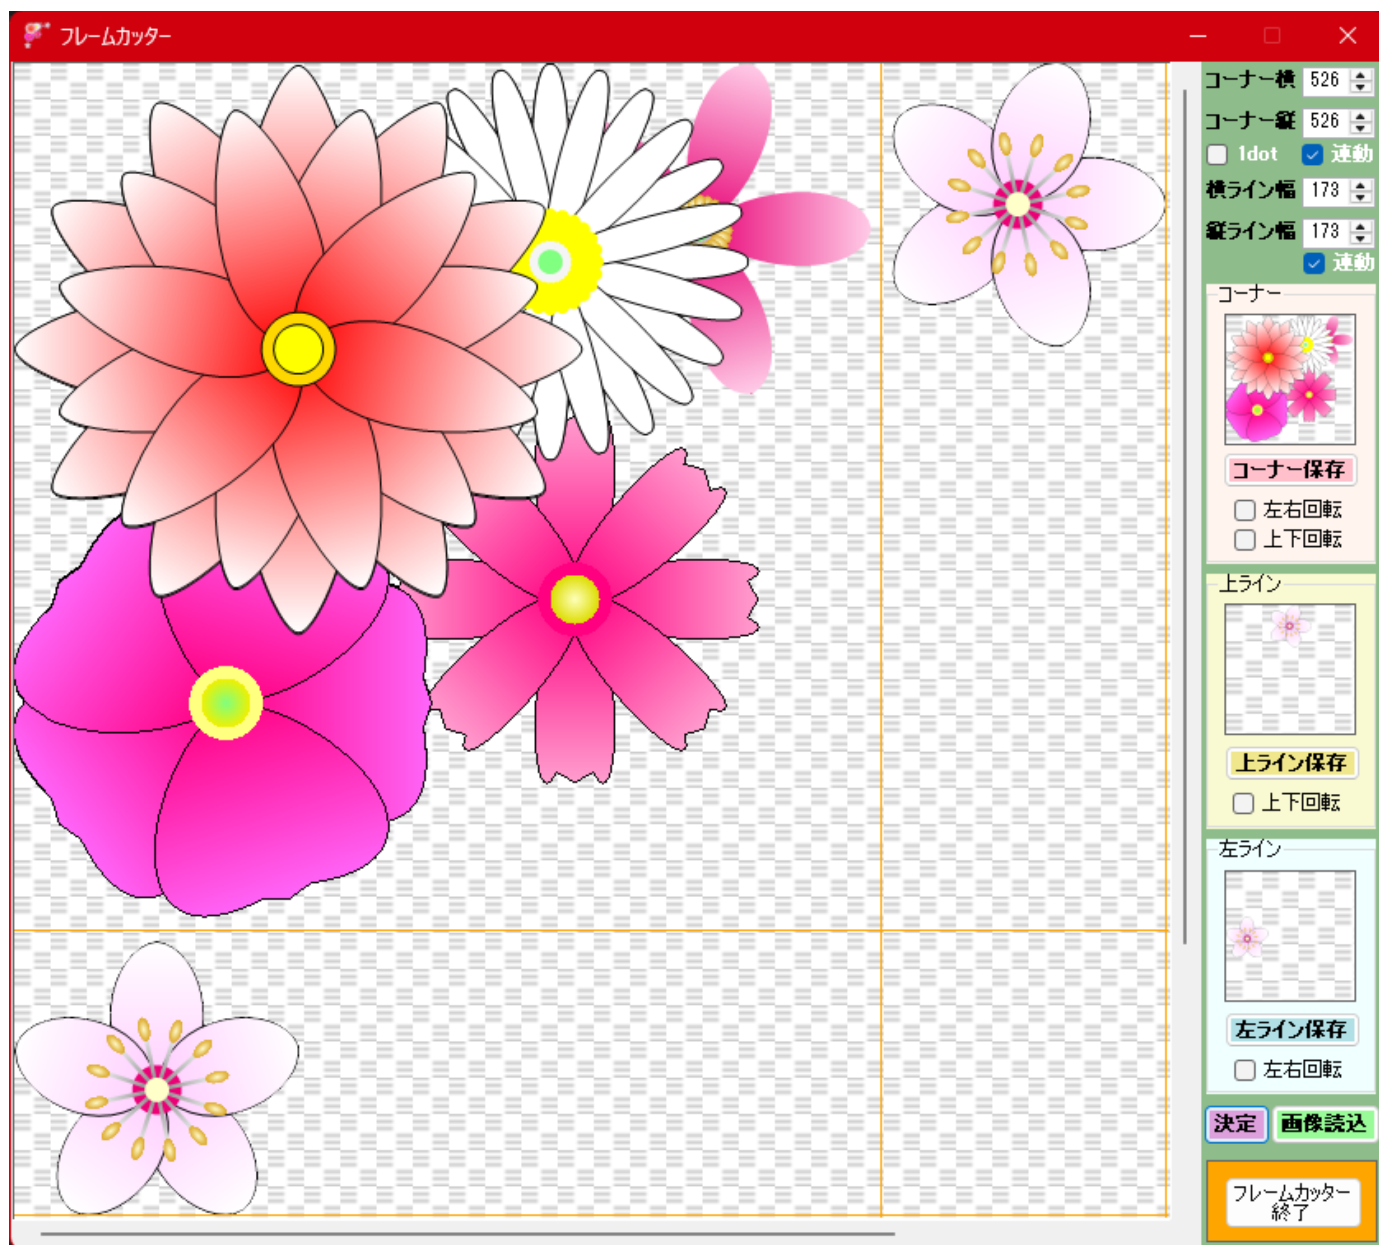 フレームカッター
コーナー横 526
コーナー縦 526
1dot 連動
横ライン幅 173
縦ライン幅 173
連動
コーナー
コーナー保存
左右回転
上下回転
上ライン
上ライン保存
上下回転
左ライン
左ライン保存
左右回転
決定 画像読込
フレームカッター
終了